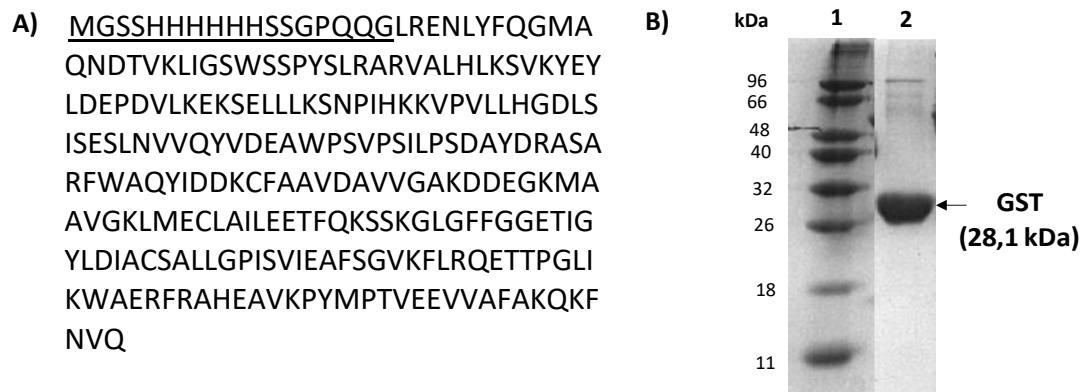 A)
MGSSHHHHHHSSGPQQGLRENLYFQGMA
QNDTVKLIGSWSSPYSLRARVALHLKSVKYEY
LDEPDVLKEKSELLLKSNPIHKKVPVLLHGDLS
ISESLNVVQYVDEAWPSVPSILPSDAYDRASA
RFWAQYIDDKCFAAVDAVVGAKDDEGKMA
AVGKLMECLAILEETFQKSSKGLGFFGGETIG
YLDIACSALLGPISVIEAFSGVKFLRQETTPGLI
KWAERFRAHEAVKPYMPTVEEVVAFAKQKF
NVQ
B)
kDa 1 2
96
66
48
40
32
26
18
11
GST
(28,1 kDa)